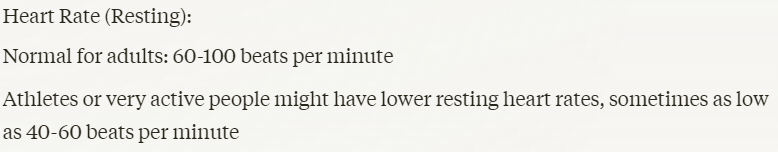 Heart Rate (Resting):
Normal for adults: 60-100 beats per minute
Athletes or very active people might have lower resting heart rates, sometimes as low
as 40-60 beats per minute